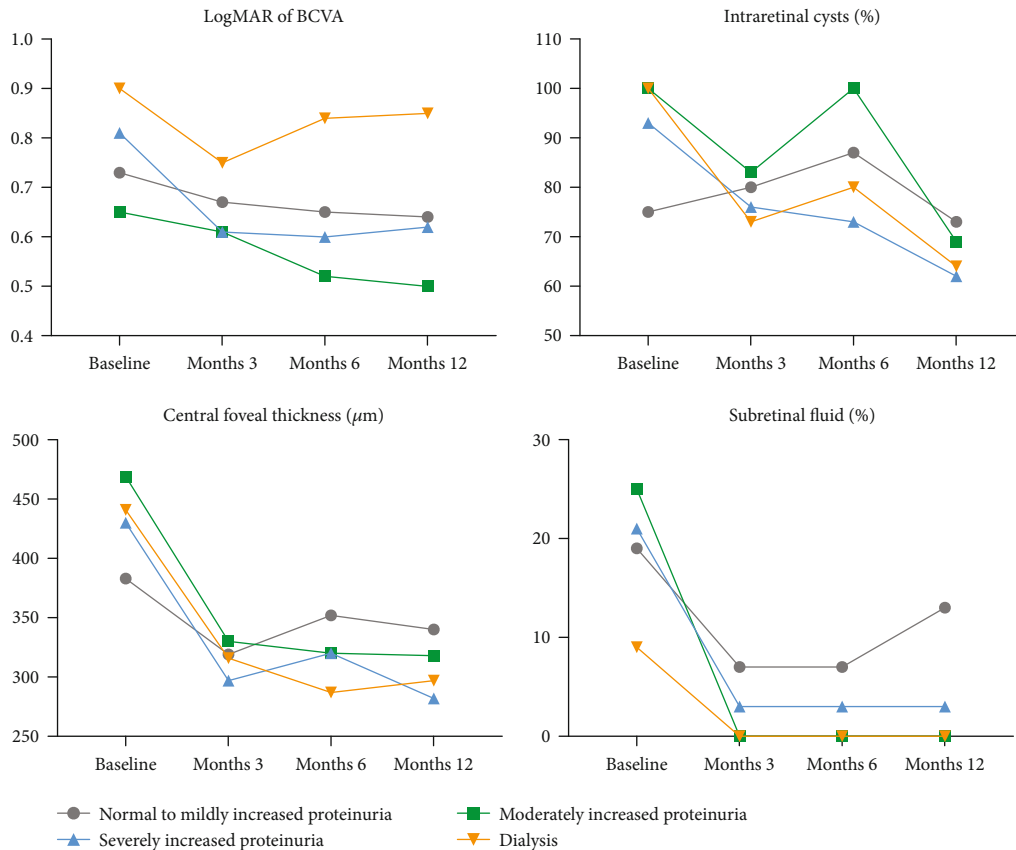 LogMAR of BCVA
1.0
0.9
0.8
0.7
0.6
0.5
0.4
Baseline Months 3 Months 6 Months 12
Intraretinal cysts (%)
110
100
90
80
70
60
50
Baseline Months 3 Months 6 Months 12
Central foveal thickness (μm)
500
450
400
350
300
250
Baseline Months 3 Months 6 Months 12
Subretinal fluid (%)
30
20
10
0
Baseline Months 3 Months 6 Months 12
Normal to mildly increased proteinuria
Severely increased proteinuria
Moderately increased proteinuria
Dialysis